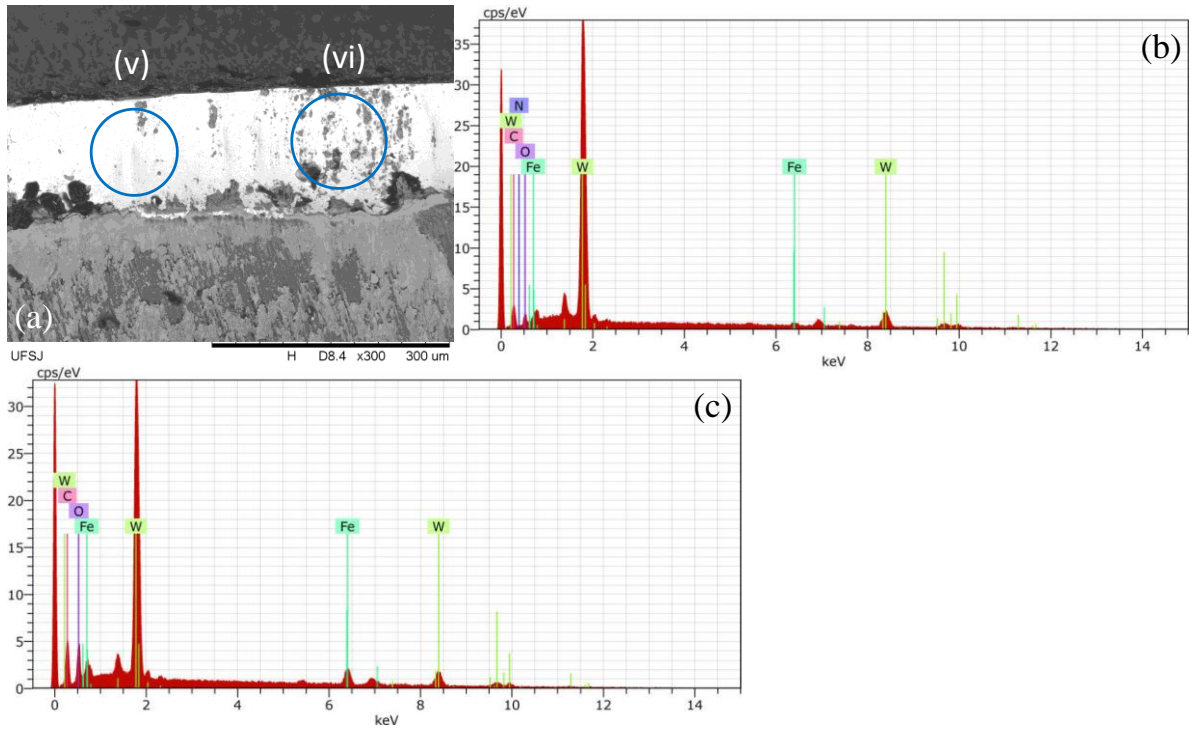 (v) (vi)
(a)
UFSJ H D8.4 x300 300 um
cps/eV
(b)
35
30
25
20
15
10
5
0
N
W
C
O
Fe W Fe W
0 2 4 6 8 10 12 14
keV
cps/eV
(c)
30
25
20
15
10
5
0
W
C
O
Fe W Fe W
0 2 4 6 8 10 12 14
keV